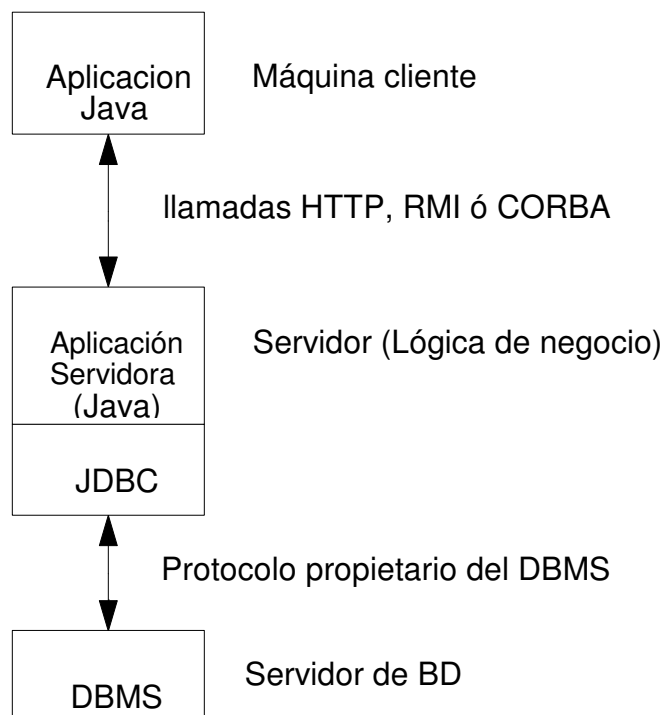 Aplicacion
Java
Máquina cliente
llamadas HTTP, RMI ó CORBA
Aplicación
Servidora
(Java)
Servidor (Lógica de negocio)
JDBC
Protocolo propietario del DBMS
Servidor de BD
DBMS